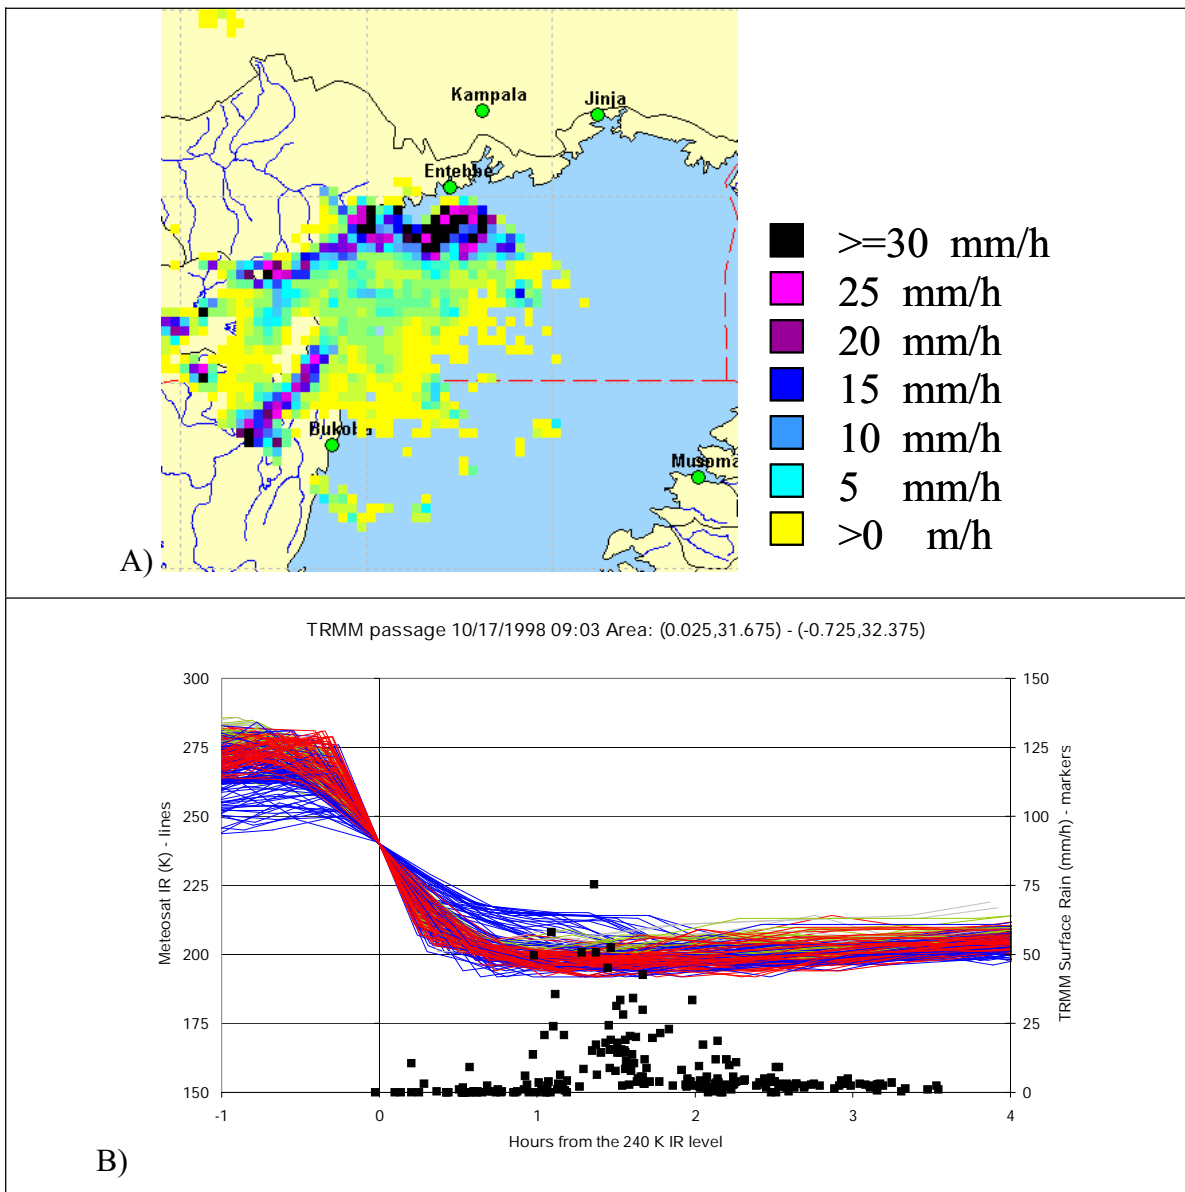 Kampala
Jinja
Entebbe
Musoma
>=30 mm/h
25 mm/h
20 mm/h
15 mm/h
10 mm/h
5 mm/h
>0 m/h
A)
TRMM passage 10/17/1998 09:03 Area: (0.025,31.675) - (-0.725,32.375)
Meteosat IR (K) - lines
300
275
250
225
200
175
150
150
125
100
75
50
25
0
TRMM Surface Rain (mm/h) - markers
-1 0 1 2 3 4
Hours from the 240 K IR level
B)